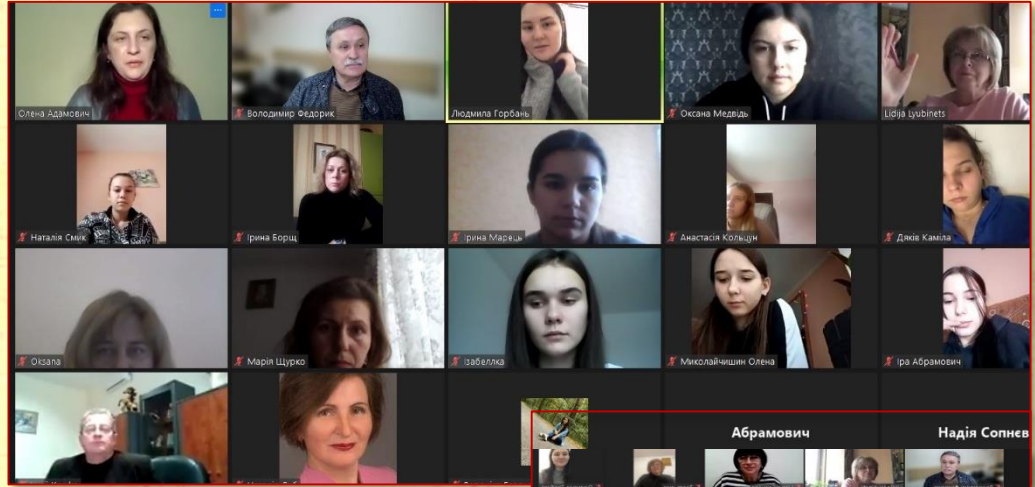 Олена Адамович
Володимир Федорик
Людмила Горбань
Оксана Медвідь
Lidija Lyubinets
Наталія Смик
Ірина Борщ
Ірина Марець
Анастасія Кольцун
Дяків Каміла
Oksana
Марія Щурко
Ізабеллка
Миколайчишин Олена
Іра Абрамович
Абрамович
Надія Сопнєв